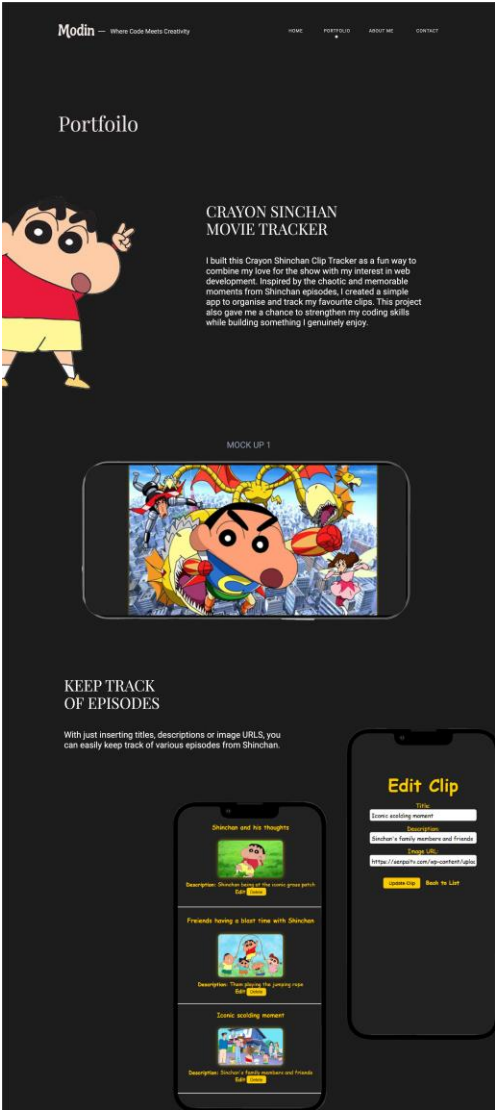 Modin — Where Code Meets Creativity
HOME PORTFOLIO ABOUT ME CONTACT
Portfoilo
CRAYON SINCHAN
MOVIE TRACKER
I built this Crayon Sinchan Clip Tracker as a fun way to
combine my love for the show with my interest in web
development. Inspired by the chaotic and memorable
moments from Shinchan episodes, I created a simple
app to organise and track my favourite clips. This project
also gave me a chance to strengthen my coding skills
while building something I genuinely enjoy.
MOCK UP 1
KEEP TRACK
OF EPISODES
With just inserting titles, descriptions or image URLS, you
can easily keep track of various episodes from Shinchan.
Shinchan and his thoughts
Description: Shinchan being at the iconic grass patch
Edit Delete
Freiends having a blast time with Shinchan
Description: Them playing the jumping rope
Edit Delete
Iconic scolding moment
Description: Sinchan's family members and friends
Edit Delete
Edit Clip
Title:
Iconic scolding moment
Description:
Sinchan's family members and friends
Image URL:
https://senpaitv.com/wp-content/uploa
Update Clip Back to List